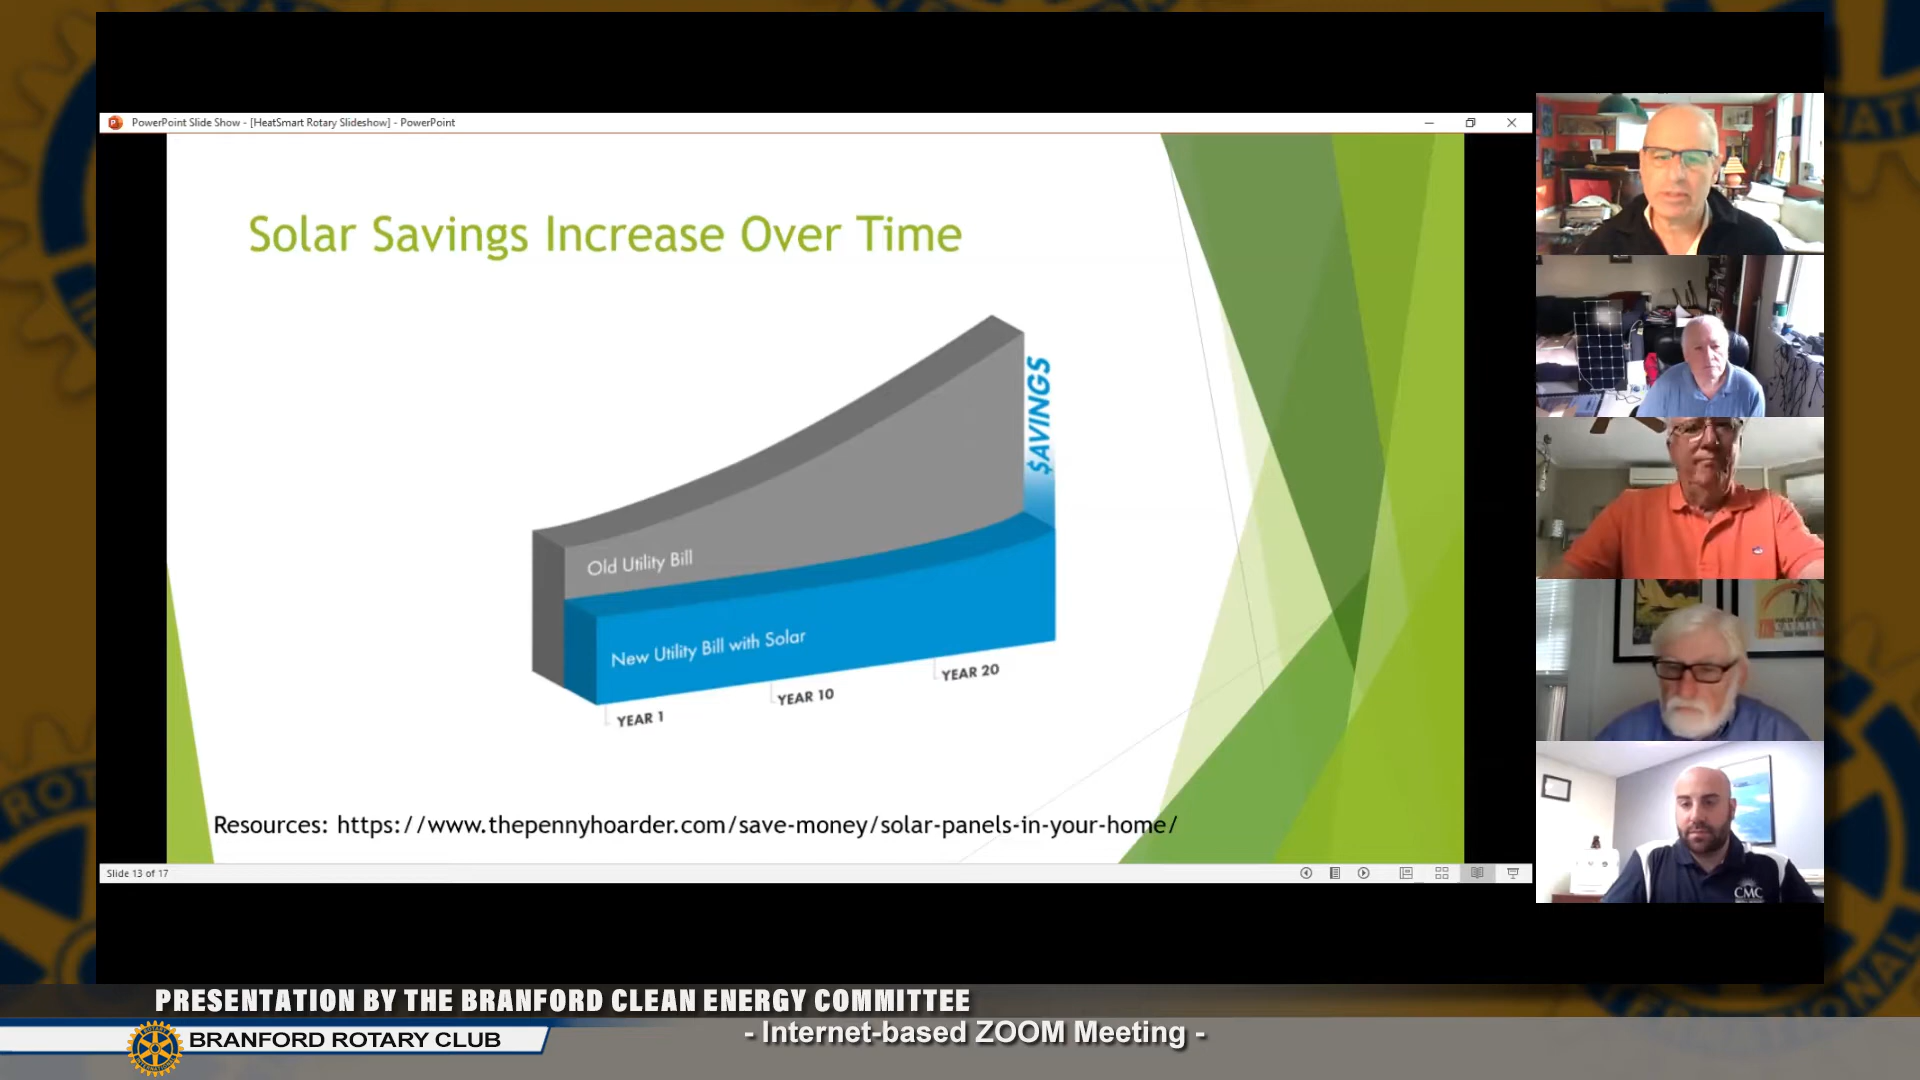 PowerPoint Slide Show - [HeatSmart Rotary Slideshow] - PowerPoint
Solar Savings Increase Over Time
$AVINGS
Old Utility Bill
New Utility Bill with Solar
YEAR 1
YEAR 10
YEAR 20
Resources: https://www.thepennyhoarder.com/save-money/solar-panels-in-your-home/
Slide 13 of 17
CMC
PRESENTATION BY THE BRANFORD CLEAN ENERGY COMMITTEE
BRANFORD ROTARY CLUB
- Internet-based ZOOM Meeting -